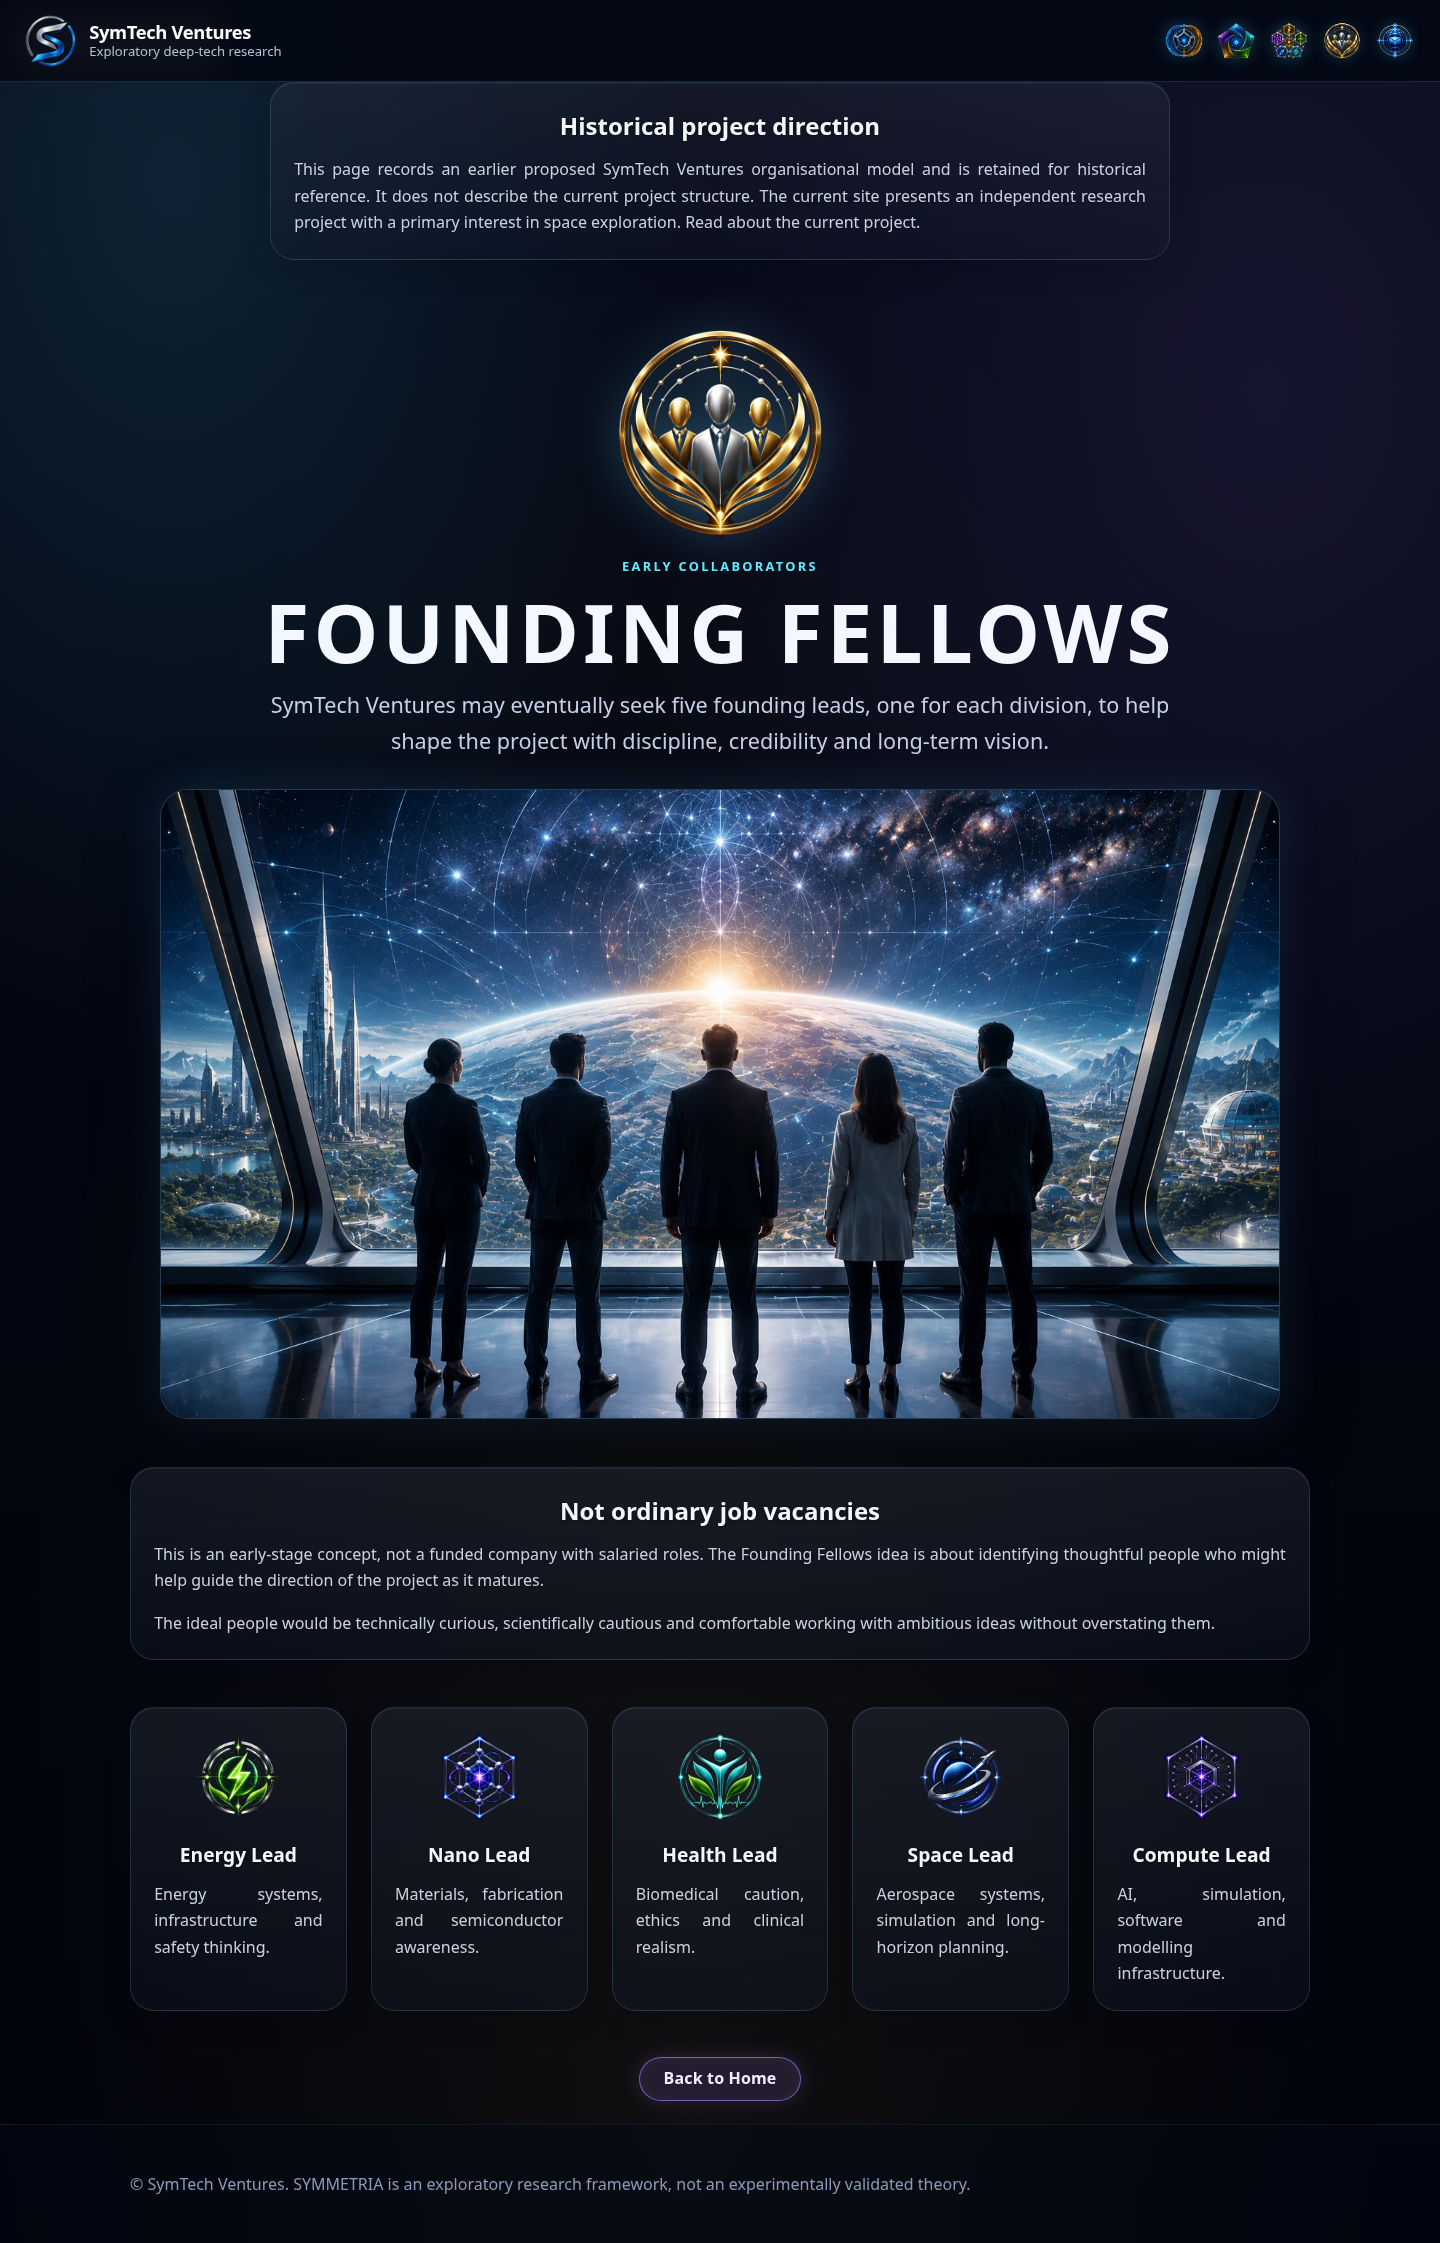 SymTech Ventures
Exploratory deep-tech research
Historical project direction
This page records an earlier proposed SymTech Ventures organisational model and is retained for historical
reference. It does not describe the current project structure. The current site presents an independent research
project with a primary interest in space exploration. Read about the current project.
EARLY COLLABORATORS
FOUNDING FELLOWS
SymTech Ventures may eventually seek five founding leads, one for each division, to help
shape the project with discipline, credibility and long-term vision.
Not ordinary job vacancies
This is an early-stage concept, not a funded company with salaried roles. The Founding Fellows idea is about identifying thoughtful people who might
help guide the direction of the project as it matures.
The ideal people would be technically curious, scientifically cautious and comfortable working with ambitious ideas without overstating them.
Energy Lead
Energy systems,
infrastructure and
safety thinking.
Nano Lead
Materials, fabrication
and semiconductor
awareness.
Health Lead
Biomedical caution,
ethics and clinical
realism.
Space Lead
Aerospace systems,
simulation and long-
horizon planning.
Compute Lead
AI, simulation,
software and
modelling
infrastructure.
Back to Home
© SymTech Ventures. SYMMETRIA is an exploratory research framework, not an experimentally validated theory.